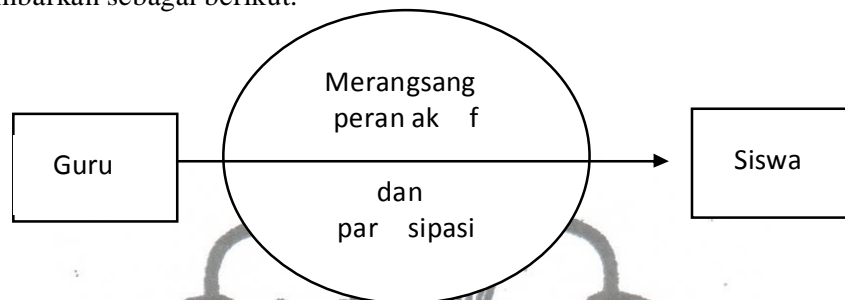 mbarkan sebagai berikut.
Merangsang
peran ak f
Guru
Siswa
dan
par sipasi